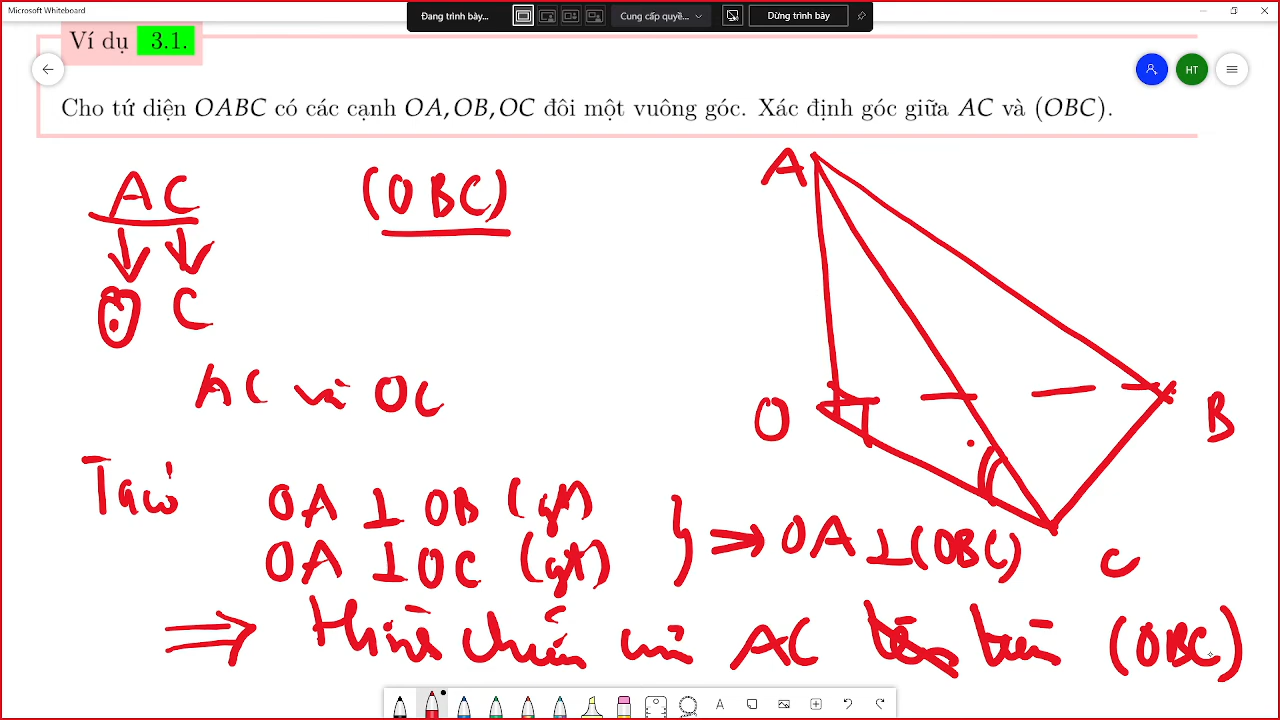 Microsoft Whiteboard
Đang trình bày...
Cung cấp quyề...
Dừng trình bày
Ví dụ 3.1.
HT
Cho tứ diện OABC có các cạnh OA, OB, OC đôi một vuông góc. Xác định góc giữa AC và (OBC).
AC (OBC)
O C
AC và OC
Ta có
OA ⊥ OB (gt)
OA ⊥ OC (gt)
} ⇒ OA ⊥ (OBC)
⇒ Hình chiếu của AC trên (OBC)
A
O
B
C
A